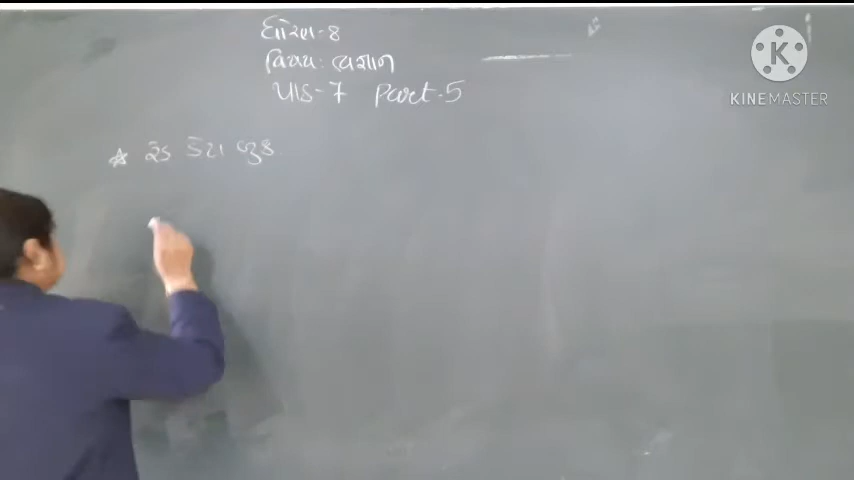 ધોરણ-8
વિષય: વિજ્ઞાન
પાઠ-7 Part-5
KINEMASTER
રેડ ડેટા બુક